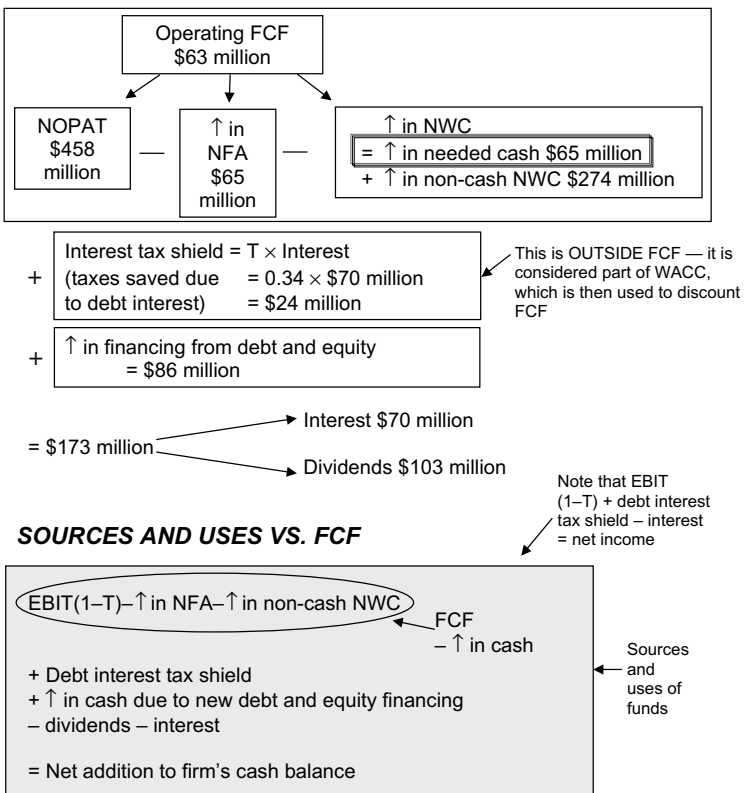 Operating FCF
$63 million
NOPAT
$458
million
—
↑ in
NFA
$65
million
—
↑ in NWC
= ↑ in needed cash $65 million
+ ↑ in non-cash NWC $274 million
+
Interest tax shield = T × Interest
(taxes saved due = 0.34 × $70 million
to debt interest) = $24 million
This is OUTSIDE FCF — it is
considered part of WACC,
which is then used to discount
FCF
+
↑ in financing from debt and equity
= $86 million
= $173 million
Interest $70 million
Dividends $103 million
Note that EBIT
(1–T) + debt interest
tax shield – interest
= net income
SOURCES AND USES VS. FCF
EBIT(1–T)–↑ in NFA–↑ in non-cash NWC
FCF
– ↑ in cash
+ Debt interest tax shield
+ ↑ in cash due to new debt and equity financing
– dividends – interest
= Net addition to firm's cash balance
Sources
and
uses of
funds